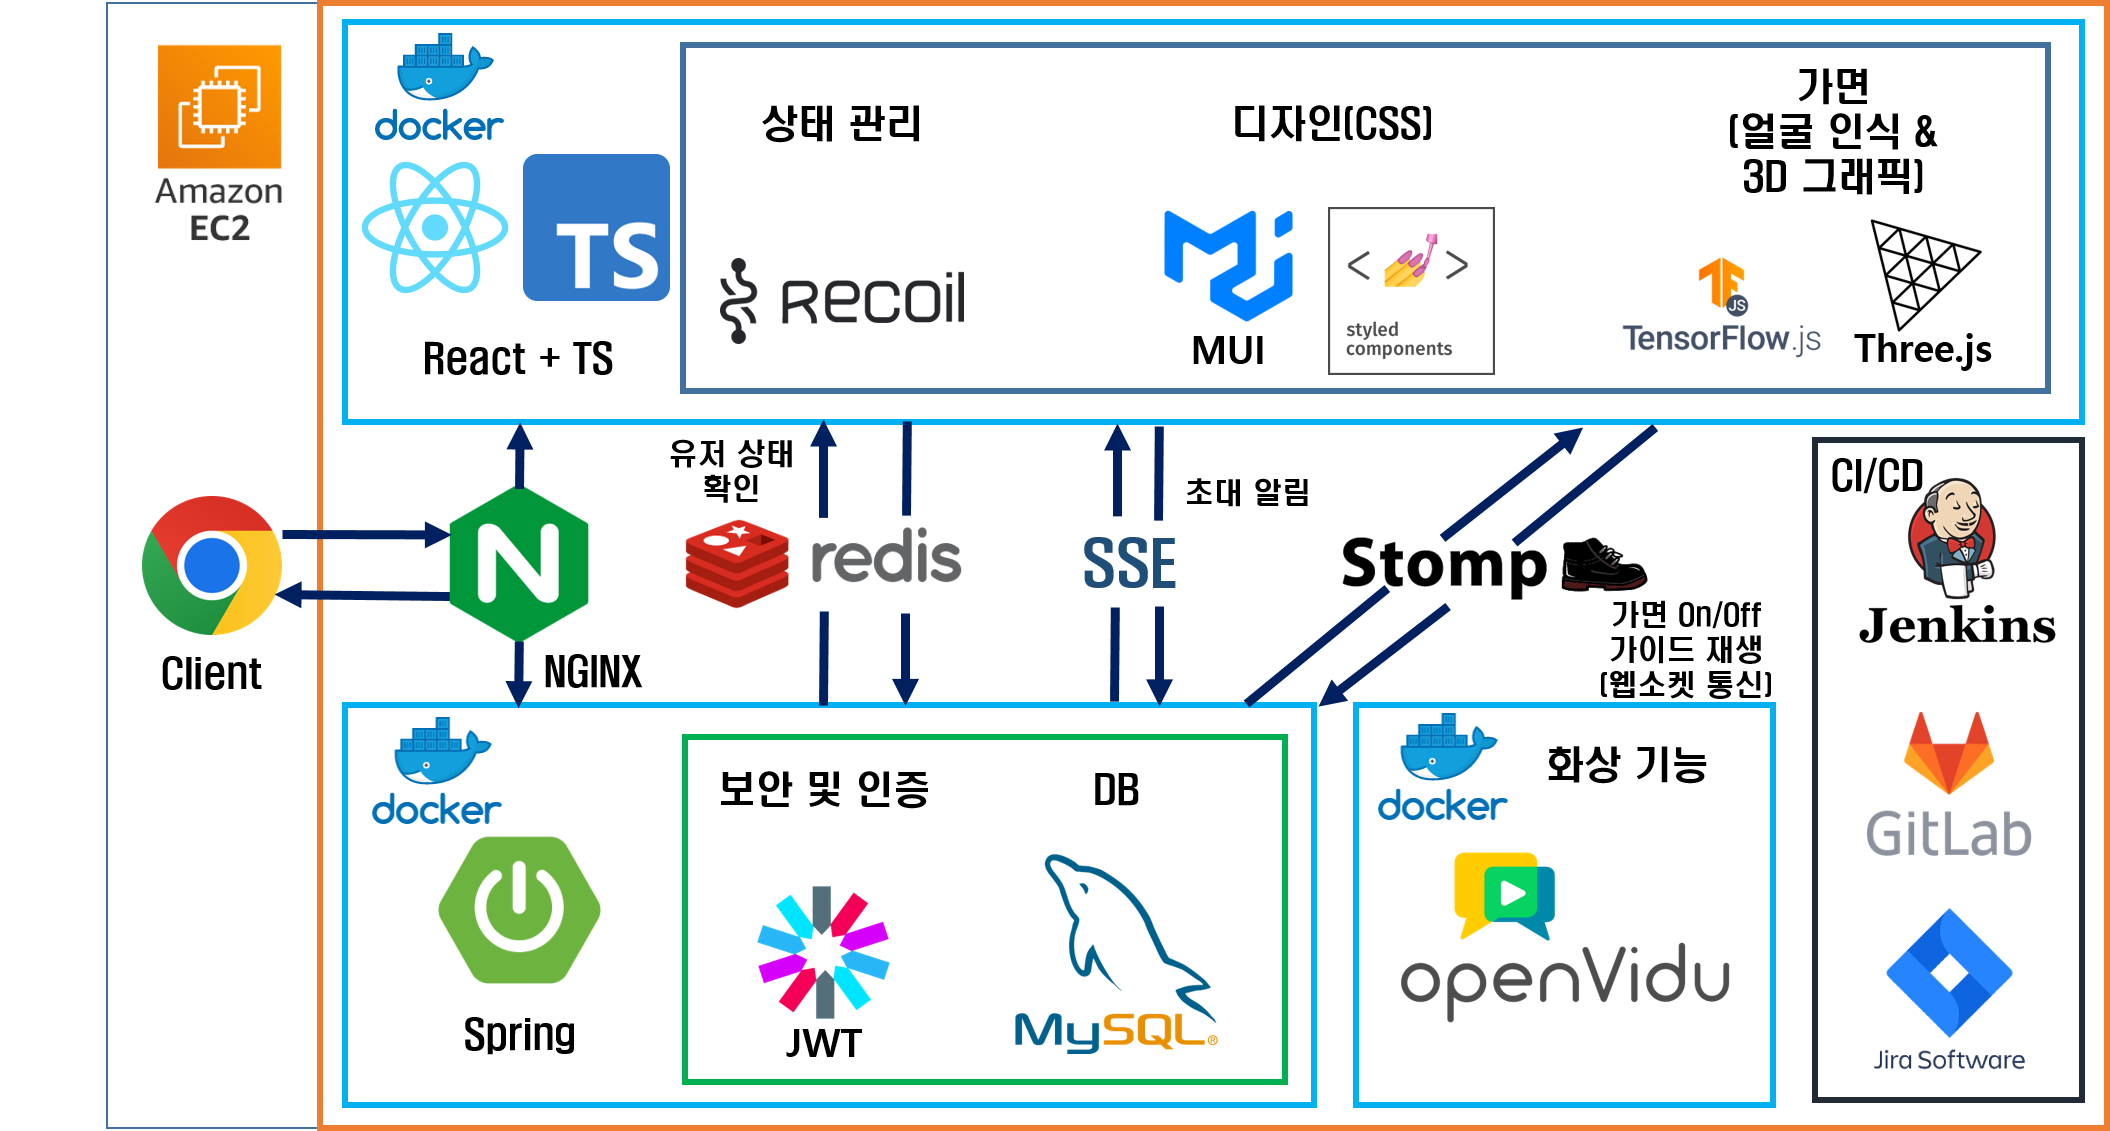 Amazon
EC2
docker
TS
React + TS
상태 관리
Recoil
디자인(CSS)
MUI
< >
styled
components
가면
(얼굴 인식 &
3D 그래픽)
TF
JS
TensorFlow.js
Three.js
Client
N
NGINX
유저 상태
확인
redis
SSE
초대 알림
Stomp
가면 On/Off
가이드 재생
(웹소켓 통신)
CI/CD
Jenkins
GitLab
Jira Software
docker
Spring
보안 및 인증
JWT
DB
MySQL®
docker
화상 기능
openVidu